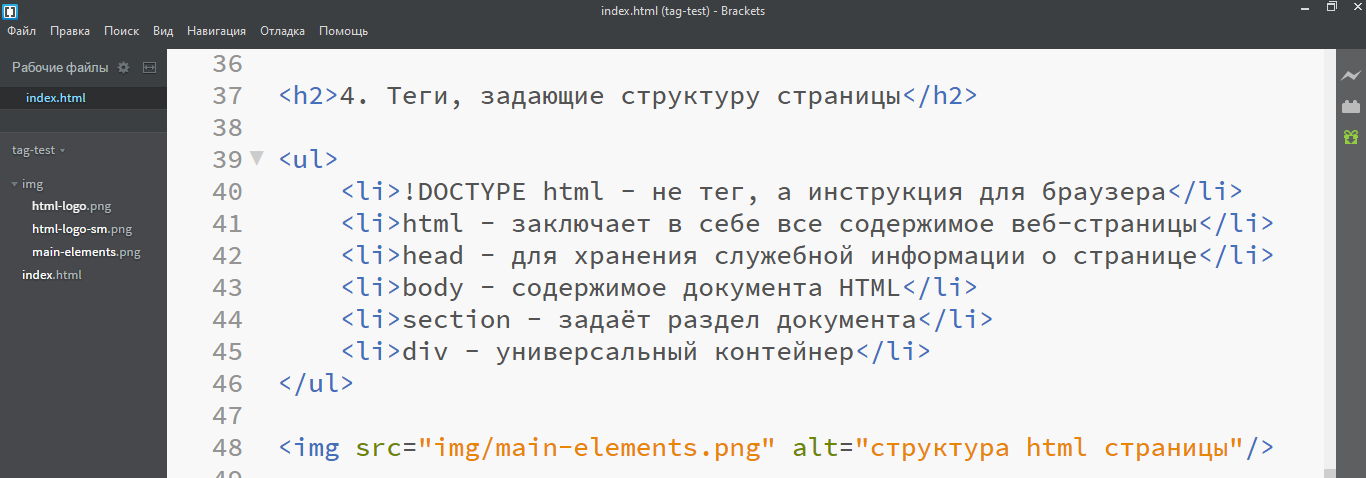 index.html (tag-test) - Brackets
Файл Правка Поиск Вид Навигация Отладка Помощь
Рабочие файлы
index.html
tag-test
img
html-logo.png
html-logo-sm.png
main-elements.png
index.html
36
37 <h2>4. Теги, задающие структуру страницы</h2>
38
39 <ul>
40 <li>!DOCTYPE html - не тег, а инструкция для браузера</li>
41 <li>html - заключает в себе все содержимое веб-страницы</li>
42 <li>head - для хранения служебной информации о странице</li>
43 <li>body - содержимое документа HTML</li>
44 <li>section - задаёт раздел документа</li>
45 <li>div - универсальный контейнер</li>
46 </ul>
47
48 <img src="img/main-elements.png" alt="структура html страницы"/>